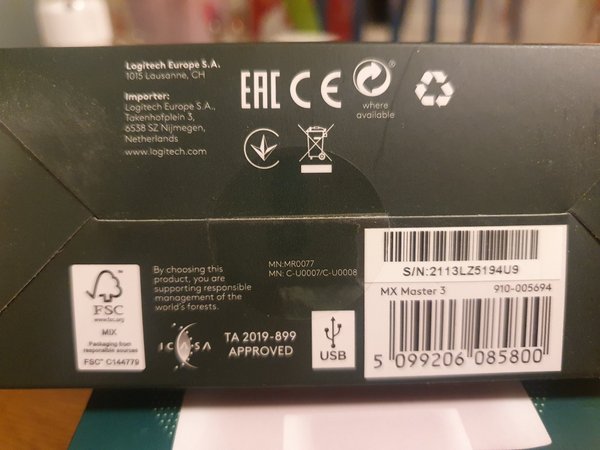 Logitech Europe S.A.
1015 Lausanne, CH
Importer:
Logitech Europe S.A.,
Takenhofplein 3,
6538 SZ Nijmegen,
Netherlands
www.logitech.com
EAC CE
®
where
available
MN:MR0077
MN: C-U0007/C-U0008
By choosing this
product, you are
supporting responsible
management of the
world's forests.
FSC
www.fsc.org
MIX
Packaging from
responsible sources
FSC® C144779
ICASA
TA 2019-899
APPROVED
USB
S/N:2113LZ5194U9
MX Master 3 910-005694
5 099206 085800